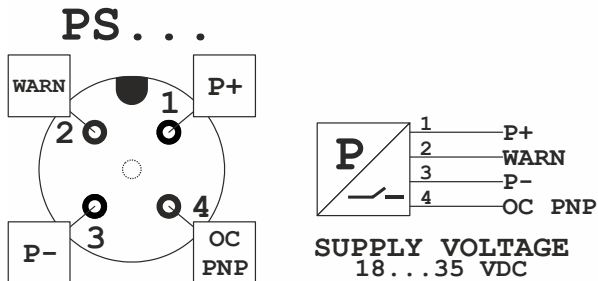 PS...
WARN
P+
1
2
3
4
P-
OC
PNP
P
1 P+
2 WARN
3 P-
4 OC PNP
SUPPLY VOLTAGE
18...35 VDC